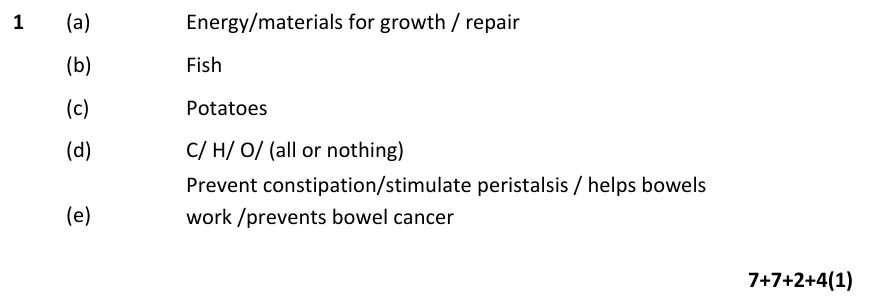 1 (a) Energy/materials for growth / repair
(b) Fish
(c) Potatoes
(d) C/ H/ O/ (all or nothing)
Prevent constipation/stimulate peristalsis / helps bowels
(e) work /prevents bowel cancer
7+7+2+4(1)